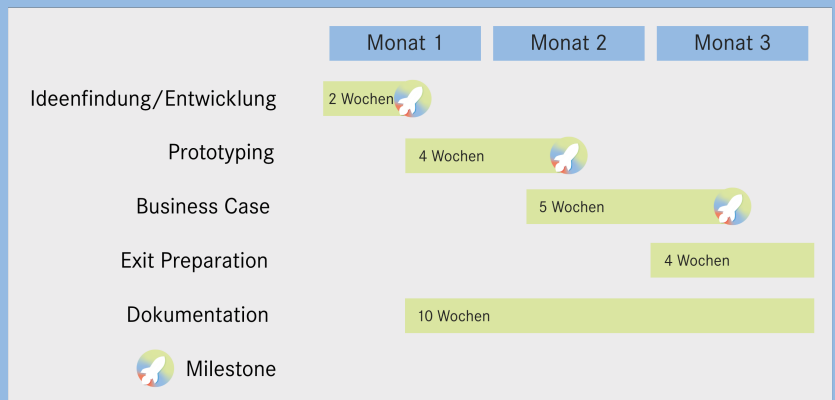 Monat 1 Monat 2 Monat 3
Ideenfindung/Entwicklung 2 Wochen
Prototyping 4 Wochen
Business Case 5 Wochen
Exit Preparation 4 Wochen
Dokumentation 10 Wochen
Milestone